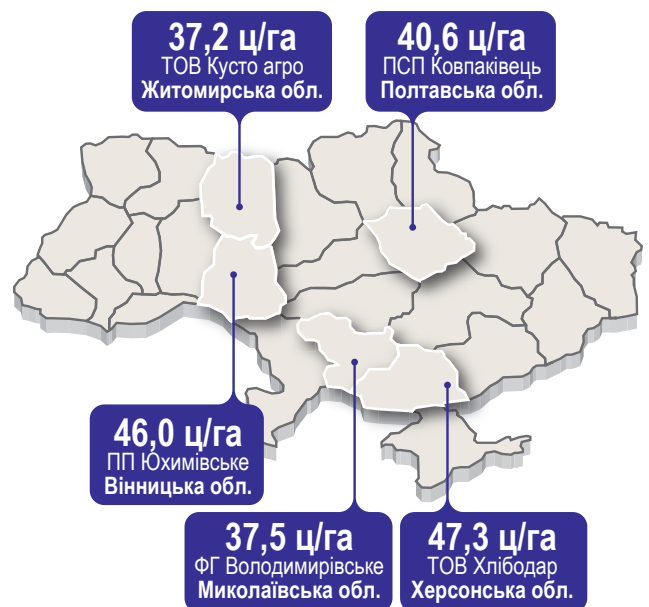 37,2 ц/га
ТОВ Кусто агро
Житомирська обл.
40,6 ц/га
ПСП Ковпаківець
Полтавська обл.
46,0 ц/га
ПП Юхимівське
Вінницька обл.
37,5 ц/га
ФГ Володимирівське
Миколаївська обл.
47,3 ц/га
ТОВ Хлібодар
Херсонська обл.